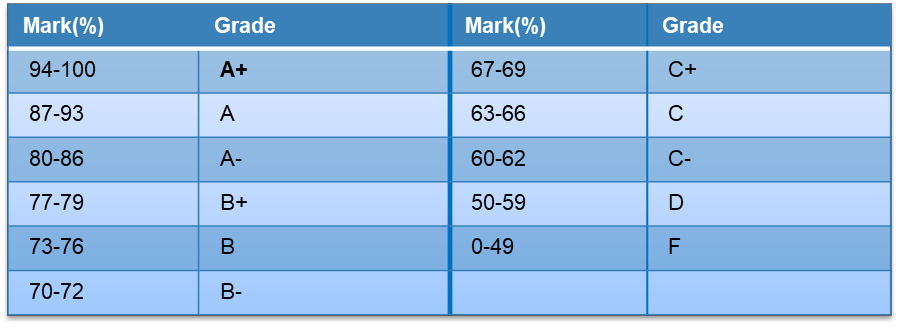 Mark(%) Grade Mark(%) Grade
94-100 A+ 67-69 C+
87-93 A 63-66 C
80-86 A- 60-62 C-
77-79 B+ 50-59 D
73-76 B 0-49 F
70-72 B-